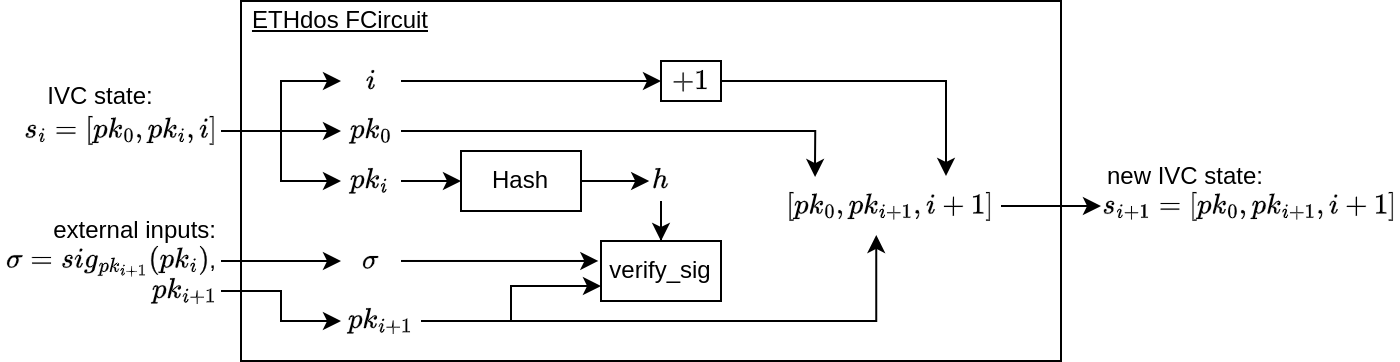 ETHdos FCircuit
IVC state:
$s_i = [pk_0, pk_i, i]$
external inputs:
$\sigma = sig_{pk_{i+1}}(pk_i),$
$pk_{i+1}$
$i$
$+1$
$pk_0$
$pk_i$
Hash
$h$
$\sigma$
verify_sig
$pk_{i+1}$
$[pk_0, pk_{i+1}, i+1]$
new IVC state:
$s_{i+1} = [pk_0, pk_{i+1}, i+1]$